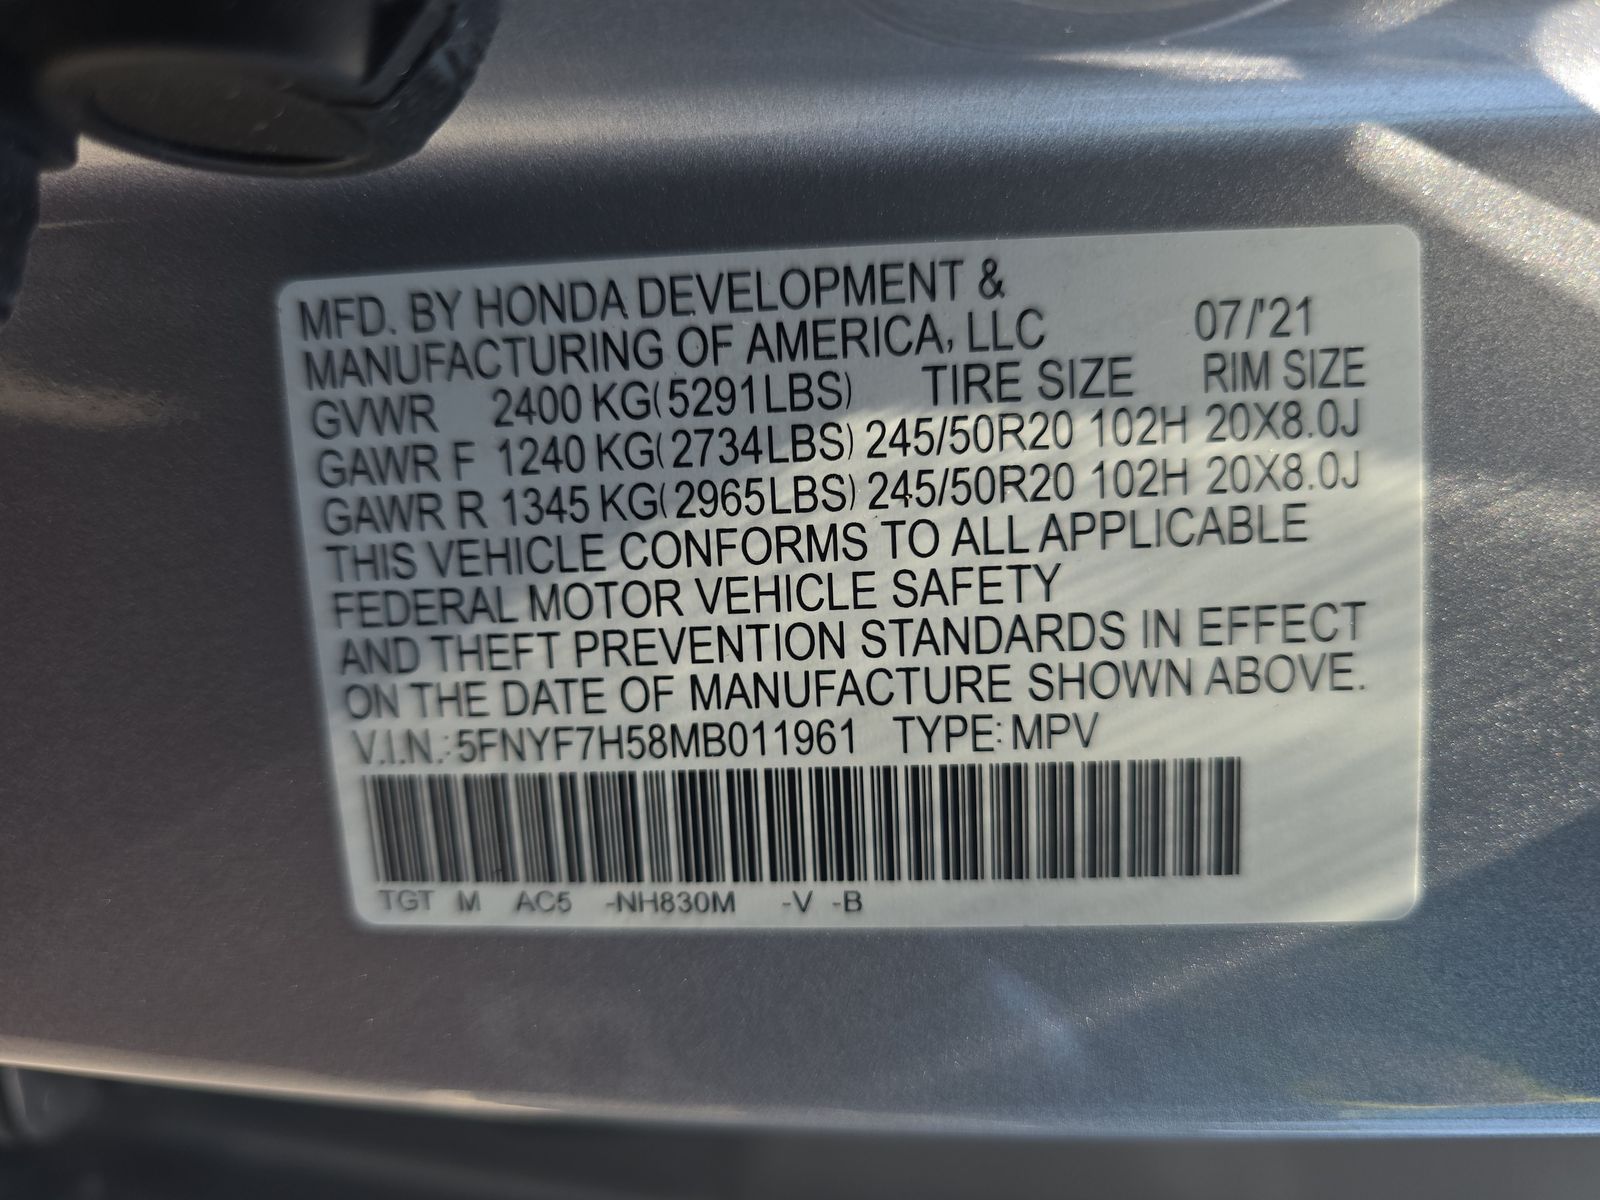 MFD. BY HONDA DEVELOPMENT &
MANUFACTURING OF AMERICA, LLC 07/'21
GVWR 2400 KG(5291LBS) TIRE SIZE RIM SIZE
GAWR F 1240 KG(2734LBS) 245/50R20 102H 20X8.0J
GAWR R 1345 KG(2965LBS) 245/50R20 102H 20X8.0J
THIS VEHICLE CONFORMS TO ALL APPLICABLE
FEDERAL MOTOR VEHICLE SAFETY
AND THEFT PREVENTION STANDARDS IN EFFECT
ON THE DATE OF MANUFACTURE SHOWN ABOVE.
V.I.N.: 5FNYF7H58MB011961 TYPE: MPV
TGT M AC5 -NH830M -V -B